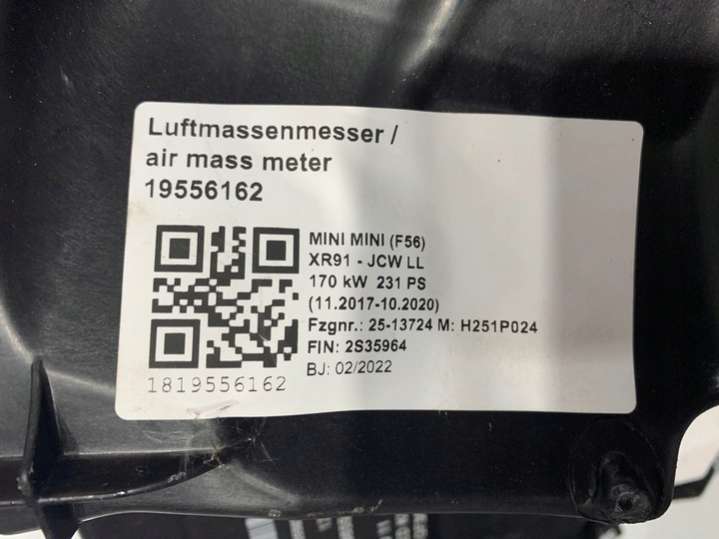 Luftmassenmesser /
air mass meter
19556162
MINI MINI (F56)
XR91 - JCW LL
170 kW 231 PS
(11.2017-10.2020)
Fzgnr.: 25-13724 M: H251P024
FIN: 2S35964
BJ: 02/2022
1819556162